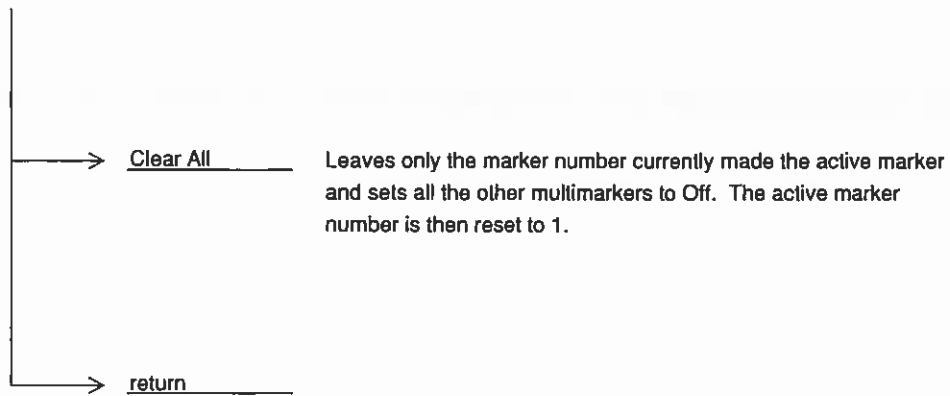 Clear All
Leaves only the marker number currently made the active marker
and sets all the other multimarkers to Off. The active marker
number is then reset to 1.
return